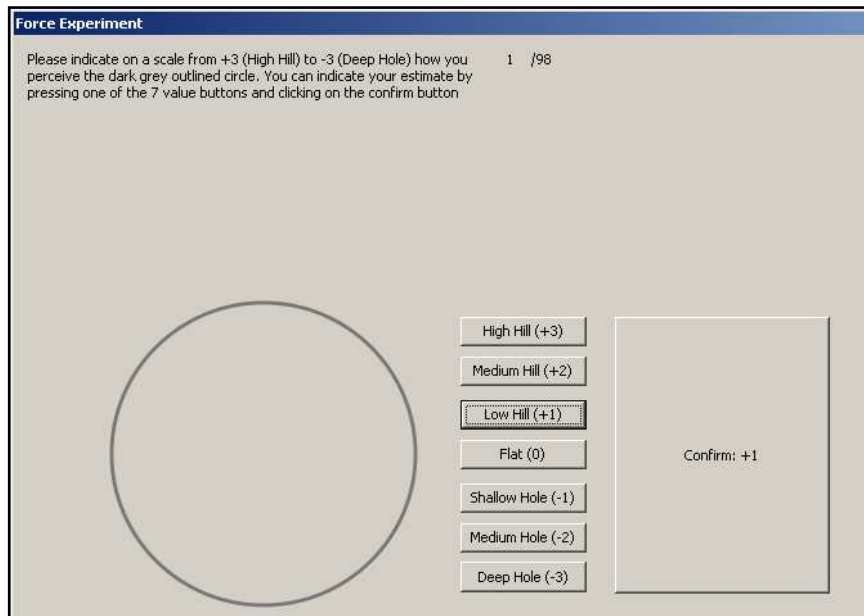 Force Experiment
Please indicate on a scale from +3 (High Hill) to -3 (Deep Hole) how you
perceive the dark grey outlined circle. You can indicate your estimate by
pressing one of the 7 value buttons and clicking on the confirm button
1 /98
High Hill (+3)
Medium Hill (+2)
Low Hill (+1)
Flat (0)
Shallow Hole (-1)
Medium Hole (-2)
Deep Hole (-3)
Confirm: +1